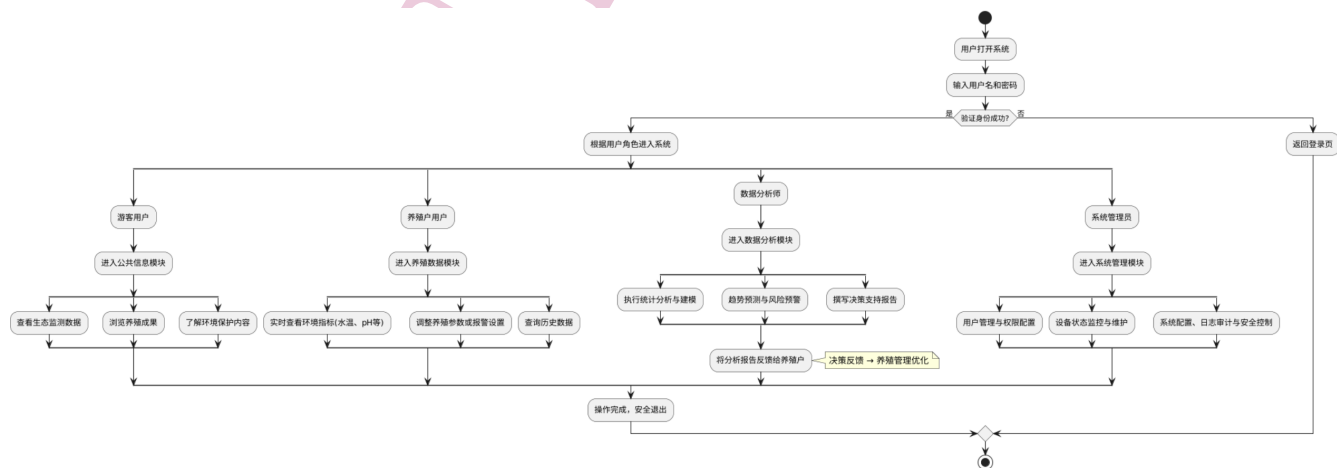 用户打开系统
输入用户名和密码
是
验证身份成功?
否
根据用户角色进入系统
返回登录页
游客用户
养殖户用户
数据分析师
系统管理员
进入公共信息模块
进入养殖数据模块
进入数据分析模块
进入系统管理模块
查看生态监测数据
浏览养殖成果
了解环境保护内容
实时查看环境指标(水温、pH等)
调整养殖参数或报警设置
查询历史数据
执行统计分析与建模
趋势预测与风险预警
撰写决策支持报告
用户管理与权限配置
设备状态监控与维护
系统配置、日志审计与安全控制
将分析报告反馈给养殖户
决策反馈 → 养殖管理优化
操作完成，安全退出